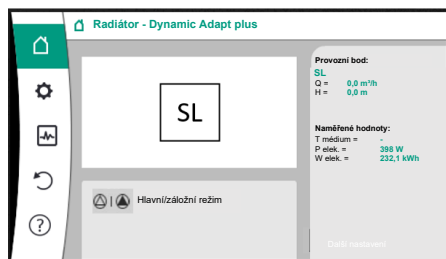 Radiátor - Dynamic Adapt plus
SL
Hlavní/záložní režim
Provozní bod:
SL
Q = 0,0 m³/h
H = 0,0 m
Naměřené hodnoty:
T médium = -
P elek. = 398 W
W elek. = 232,1 kWh
Další nastavení
?